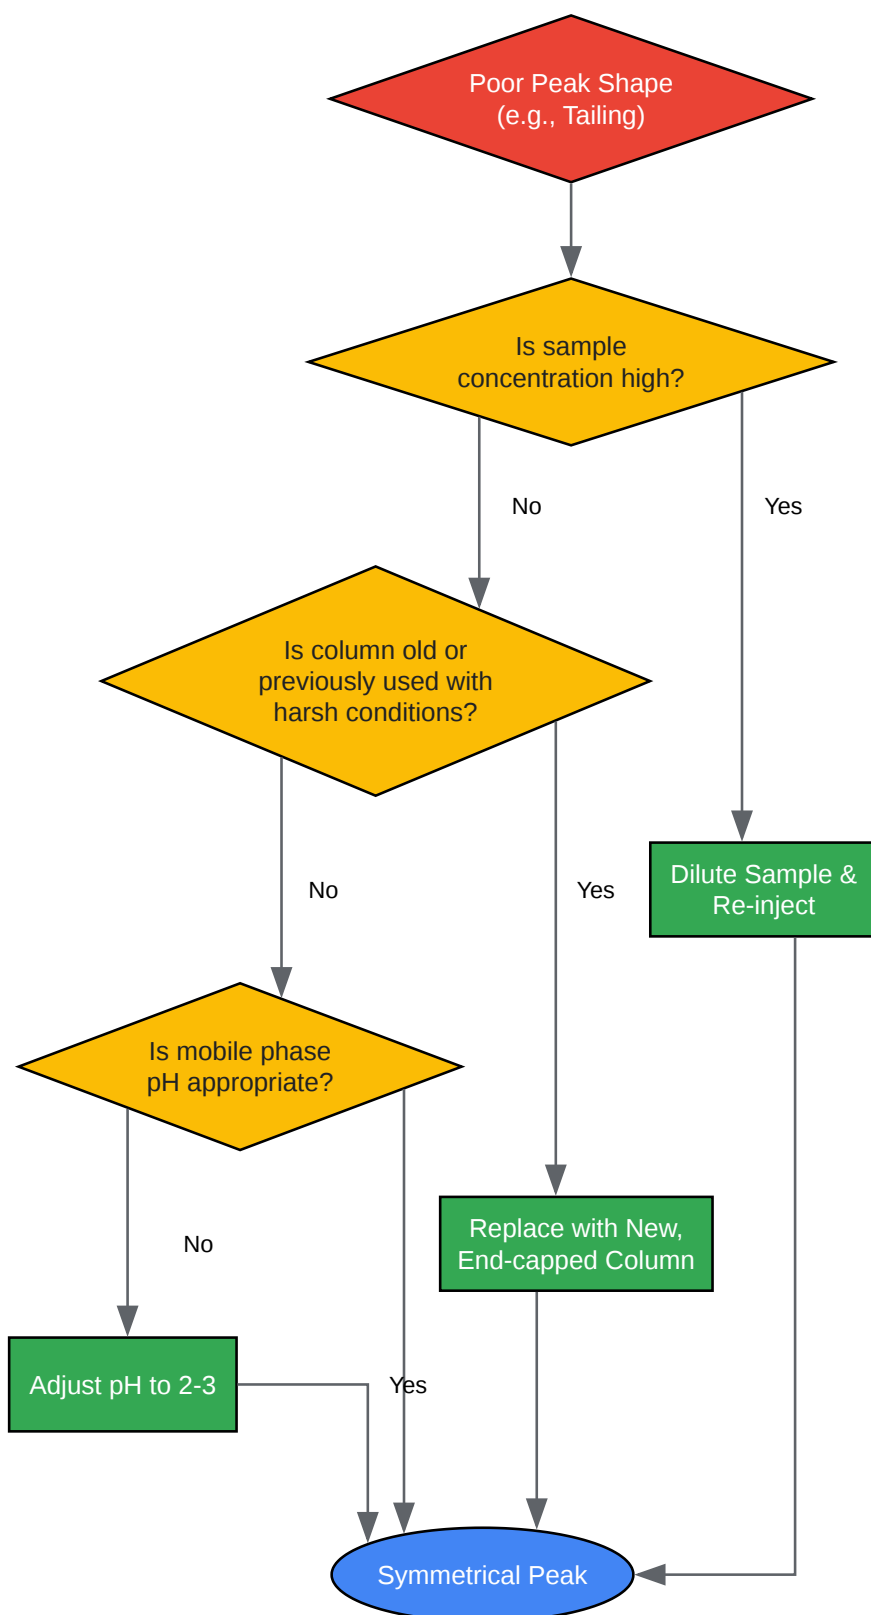 Poor Peak Shape
(e.g., Tailing)
Is sample
concentration high?
No
Yes
Is column old or
previously used with
harsh conditions?
Dilute Sample &
Re-inject
No
Yes
Is mobile phase
pH appropriate?
Replace with New,
End-capped Column
No
Adjust pH to 2-3
Yes
Symmetrical Peak